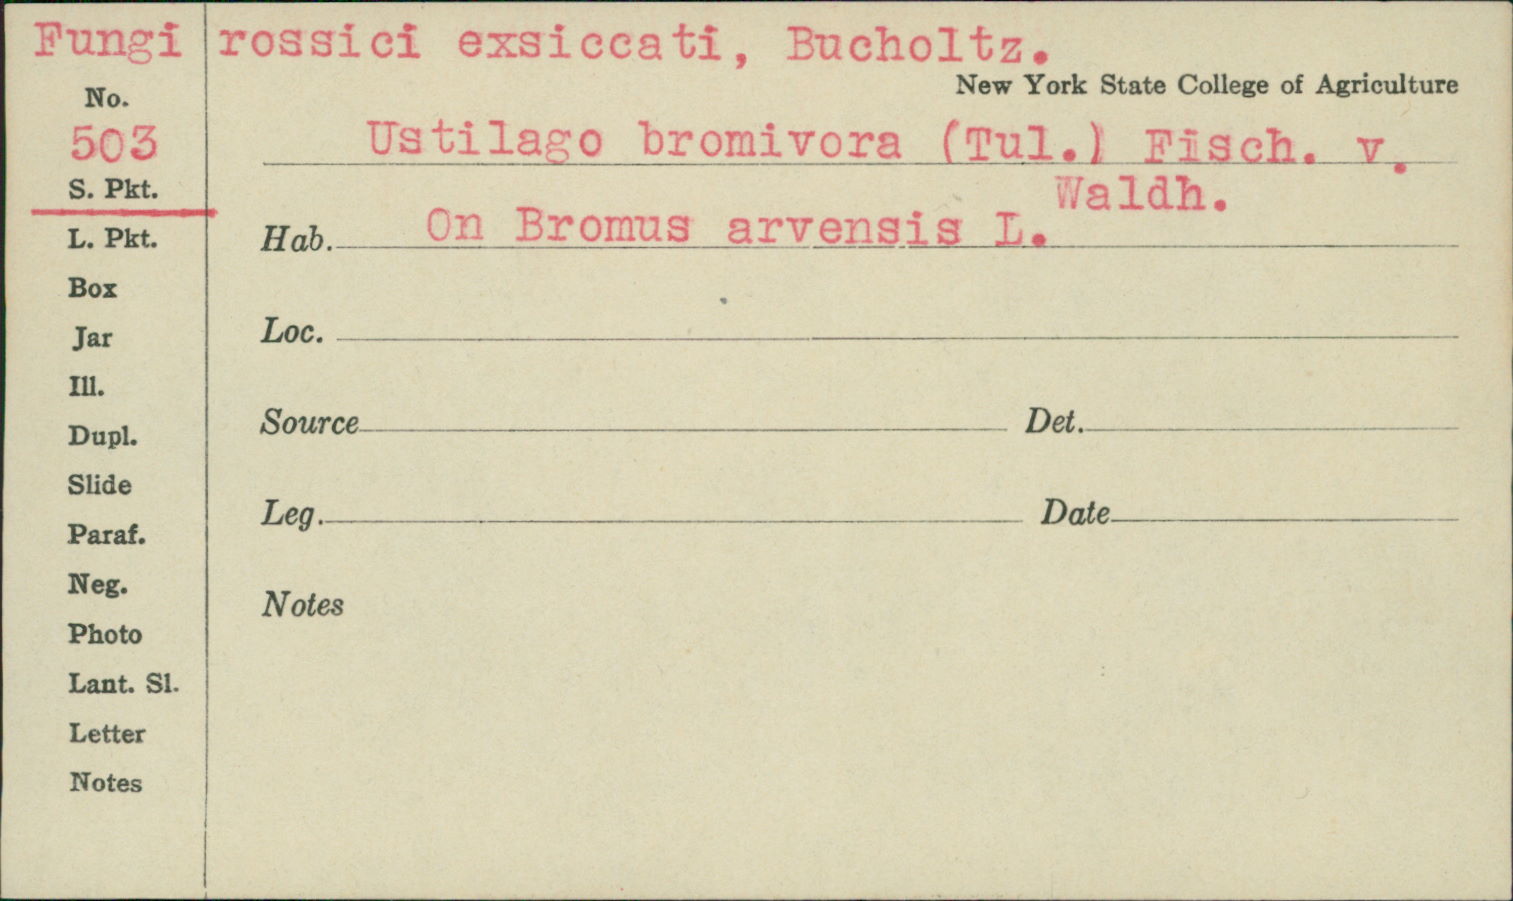 Fungi rossici exsiccati, Bucholtz.
New York State College of Agriculture
No.
503
Ustilago bromivora (Tul.) Fisch. v.
Waldh.
S. Pkt.
Hab. On Bromus arvensis L.
L. Pkt.
Box
Loc.
Jar
Ill.
Source Det.
Dupl.
Slide
Leg. Date
Paraf.
Neg.
Notes
Photo
Lant. Sl.
Letter
Notes